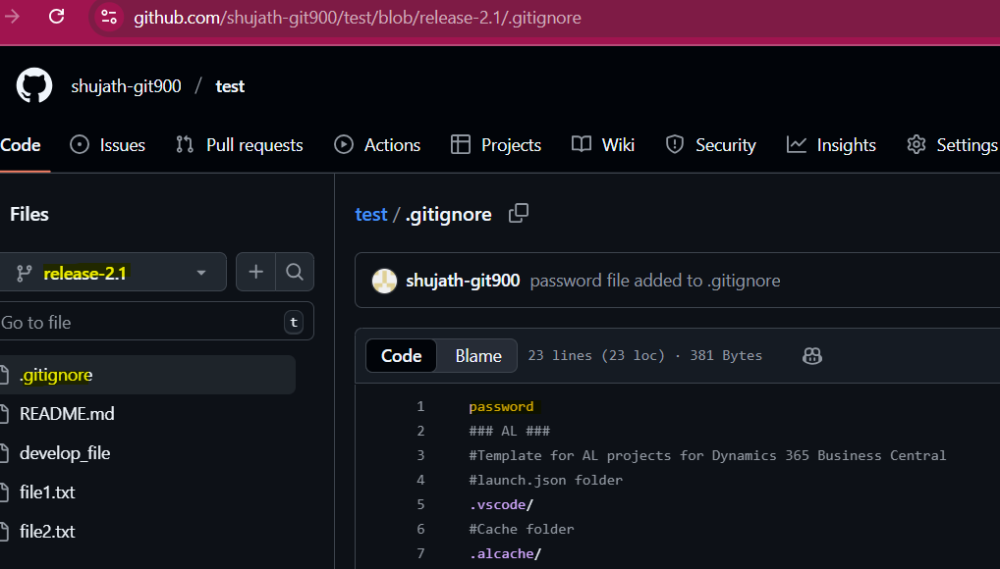 github.com/shujath-git900/test/blob/release-2.1/.gitignore
shujath-git900 / test
Code Issues Pull requests Actions Projects Wiki Security Insights Settings
Files
release-2.1
Go to file t
.gitignore
README.md
develop_file
file1.txt
file2.txt
test / .gitignore
shujath-git900 password file added to .gitignore
Code Blame 23 lines (23 loc) · 381 Bytes
1 password
2 ### AL ###
3 #Template for AL projects for Dynamics 365 Business Central
4 #launch.json folder
5 .vscode/
6 #Cache folder
7 .alcache/